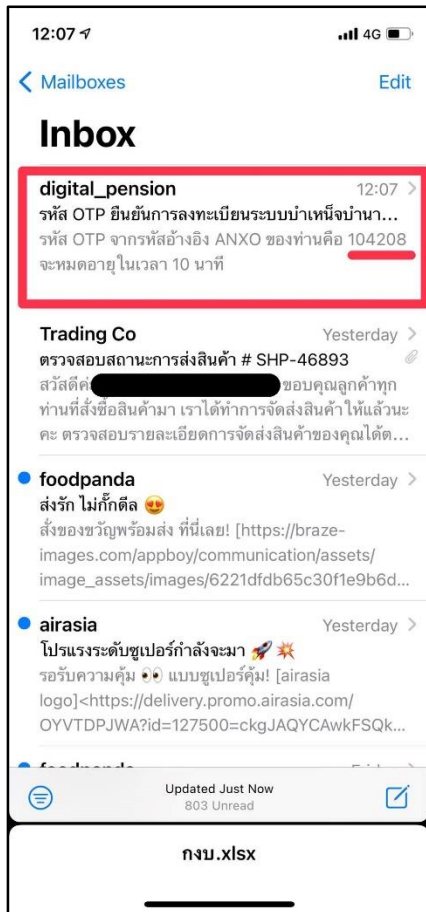 12:07
4G
Mailboxes
Edit
Inbox
digital_pension 12:07
รหัส OTP ยืนยันการลงทะเบียนระบบบำเหน็จบำนา...
รหัส OTP จากรหัสอ้างอิง ANXO ของท่านคือ 104208
จะหมดอายุในเวลา 10 นาที
Trading Co Yesterday
ตรวจสอบสถานะการส่งสินค้า # SHP-46893
สวัสดีค่ะ ขอบคุณลูกค้าทุก
ท่านที่สั่งซื้อสินค้ามา เราได้ทำการจัดส่งสินค้าให้แล้วนะ
คะ ตรวจสอบรายละเอียดการจัดส่งสินค้าของคุณได้ต...
foodpanda Yesterday
ส่งรัก ไม่กั๊กดีล 😍
สั่งของขวัญพร้อมส่ง ที่นี่เลย! [https://braze-
images.com/appboy/communication/assets/
image_assets/images/6221dfdb65c30f1e9b6d...
airasia Yesterday
โปรแรงระดับซูเปอร์กำลังจะมา 🚀 💥
รอรับความคุ้ม 👀 แบบซูเปอร์คุ้ม! [airasia
logo]<https://delivery.promo.airasia.com/
OYVTDPJWA?id=127500=ckgJAQYCAwkFSQk...
Updated Just Now
803 Unread
กงบ.xlsx